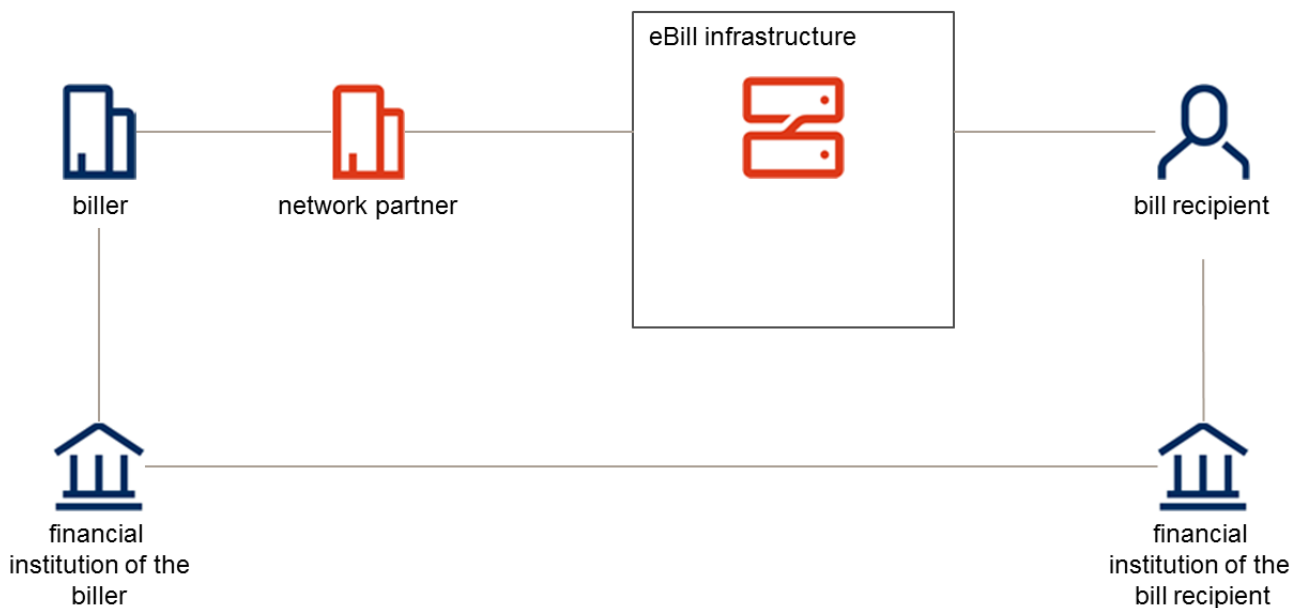 eBill infrastructure
biller
network partner
bill recipient
financial
institution of the
biller
financial
institution of the
bill recipient